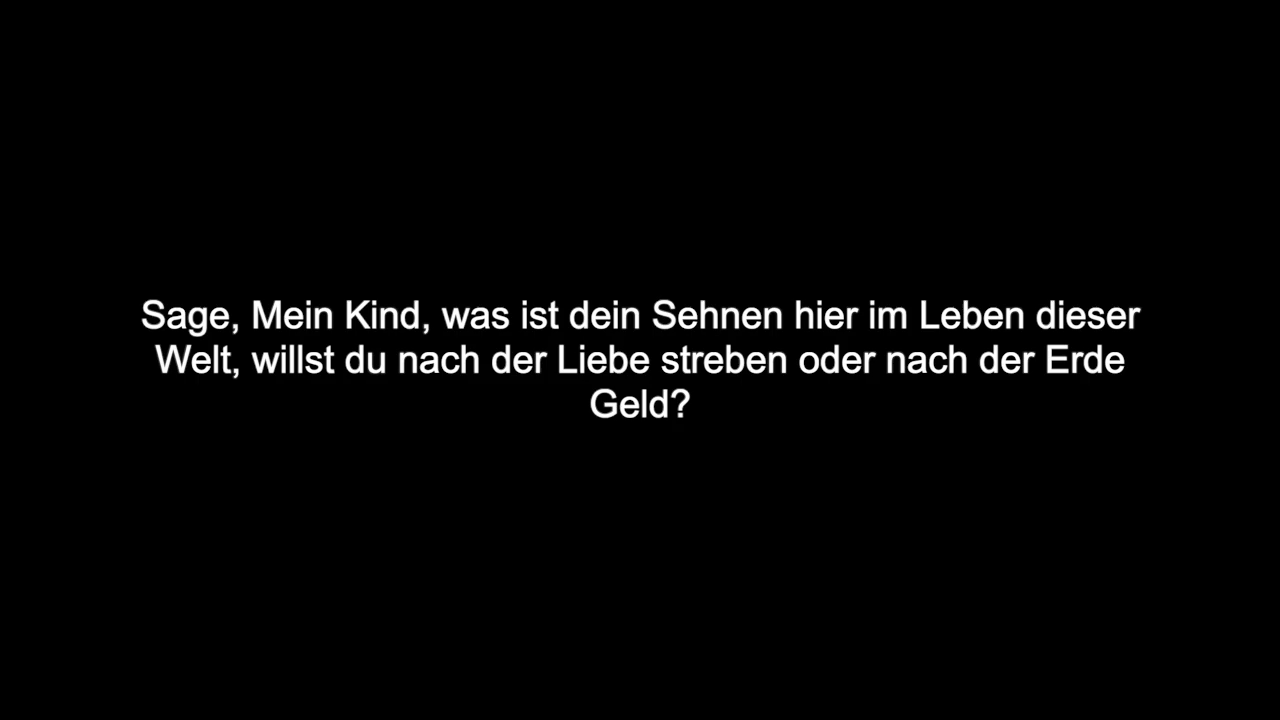 Sage, Mein Kind, was ist dein Sehnen hier im Leben dieser
Welt, willst du nach der Liebe streben oder nach der Erde
Geld?